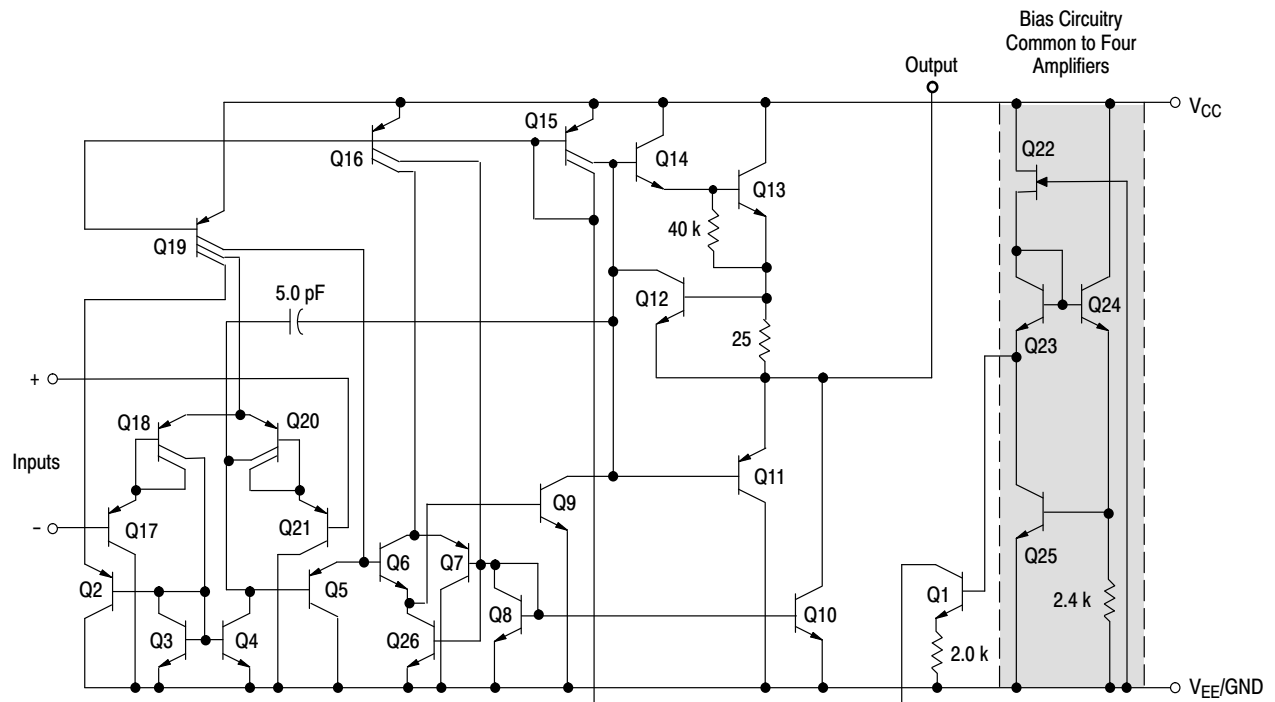 Bias Circuitry
Common to Four
Amplifiers
Output
VCC
Q15
Q22
Q16
Q14
Q13
Q19
40 k
5.0 pF
Q12
Q24
25
Q23
+
Q18
Q20
Inputs
Q11
Q9
−
Q17
Q21
Q25
Q6
Q7
Q2
Q5
Q1
2.4 k
Q3
Q4
Q26
Q8
Q10
2.0 k
VEE/GND